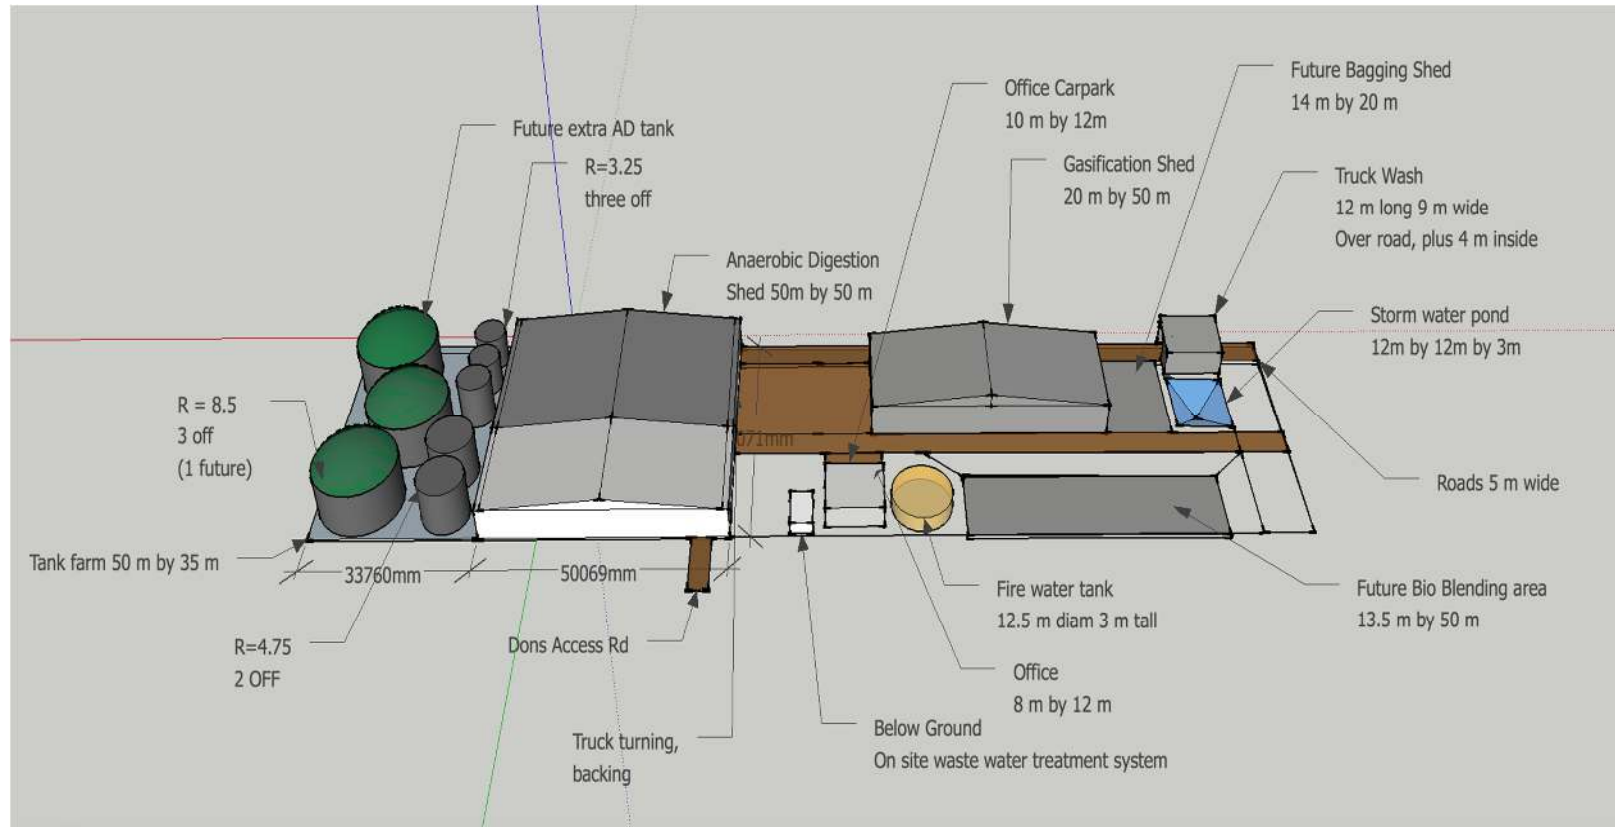 Future Bagging Shed
14 m by 20 m
Office Carpark
10 m by 12m
Future extra AD tank
R=3.25
three off
Gasification Shed
20 m by 50 m
Truck Wash
12 m long 9 m wide
Over road, plus 4 m inside
Anaerobic Digestion
Shed 50m by 50 m
Storm water pond
12m by 12m by 3m
R = 8.5
3 off
(1 future)
Roads 5 m wide
Tank farm 50 m by 35 m
33760mm
50069mm
Fire water tank
12.5 m diam 3 m tall
Future Bio Blending area
13.5 m by 50 m
R=4.75
2 OFF
Dons Access Rd
Office
8 m by 12 m
Truck turning,
backing
Below Ground
On site waste water treatment system